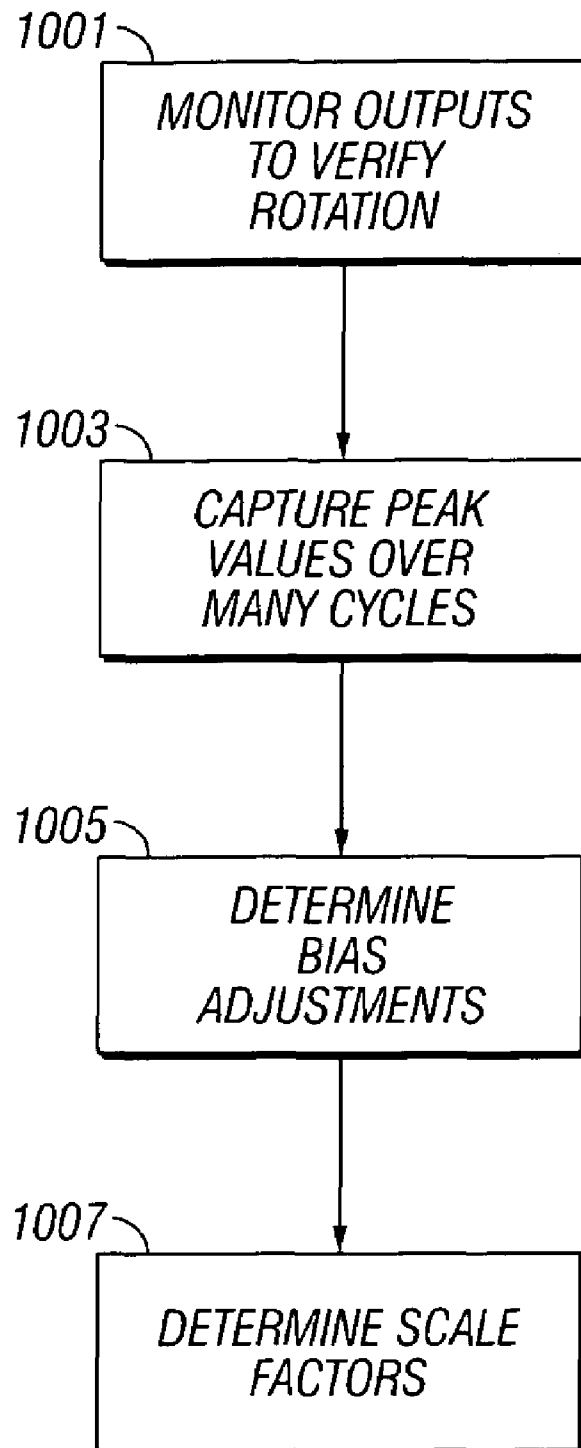 1001
MONITOR OUTPUTS
TO VERIFY
ROTATION
1003
CAPTURE PEAK
VALUES OVER
MANY CYCLES
1005
DETERMINE
BIAS
ADJUSTMENTS
1007
DETERMINE SCALE
FACTORS